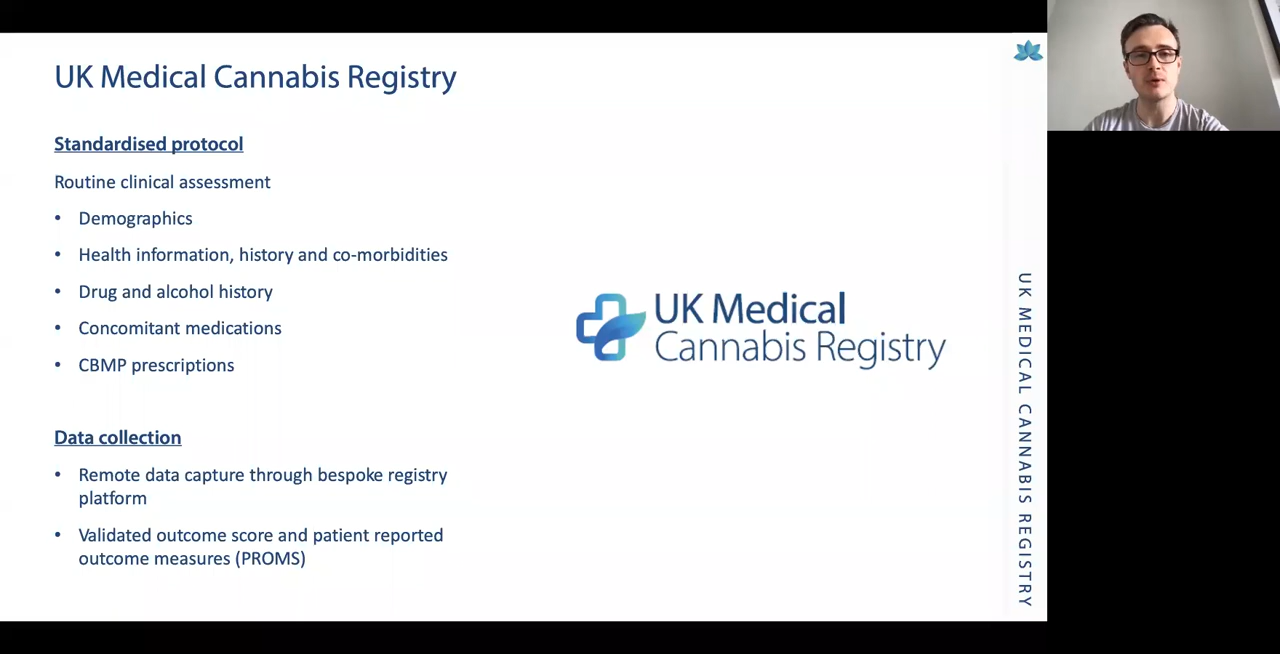 UK Medical Cannabis Registry
Standardised protocol
Routine clinical assessment
• Demographics
• Health information, history and co-morbidities
• Drug and alcohol history
• Concomitant medications
• CBMP prescriptions
Data collection
• Remote data capture through bespoke registry
platform
• Validated outcome score and patient reported
outcome measures (PROMS)
UK Medical
Cannabis Registry
UK MEDICAL CANNABIS REGISTRY